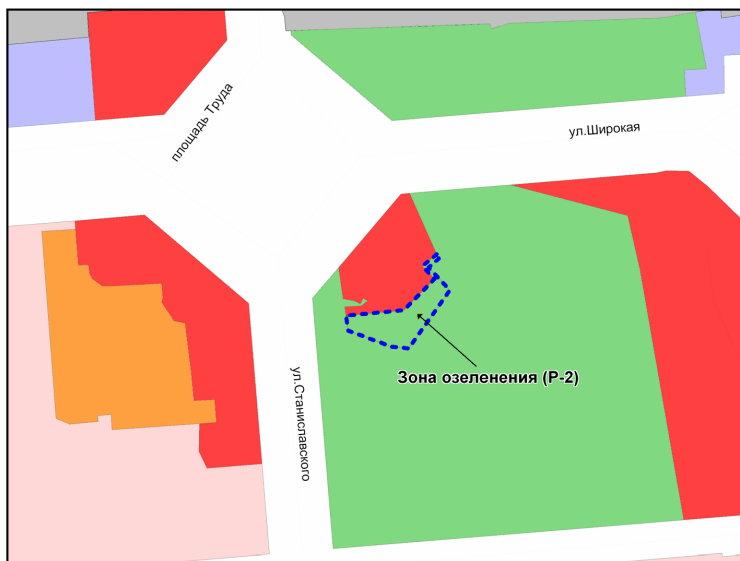 площадь Труда
ул.Широкая
Зона озеленения (Р-2)
ул.Станиславского